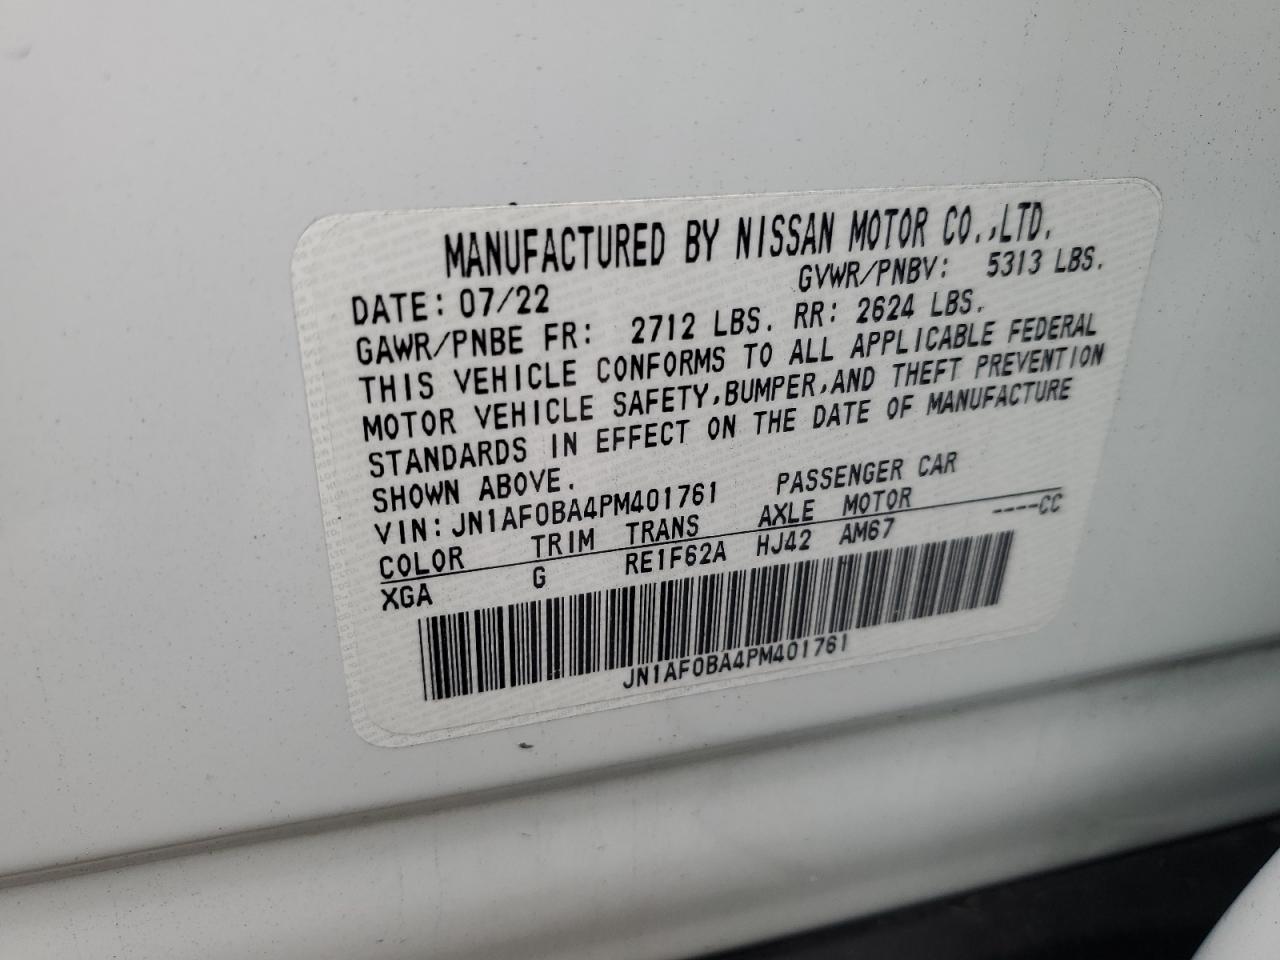 MANUFACTURED BY NISSAN MOTOR CO.,LTD.
DATE: 07/22 GVWR/PNBV: 5313 LBS.
GAWR/PNBE FR: 2712 LBS. RR: 2624 LBS.
THIS VEHICLE CONFORMS TO ALL APPLICABLE FEDERAL
MOTOR VEHICLE SAFETY,BUMPER,AND THEFT PREVENTION
STANDARDS IN EFFECT ON THE DATE OF MANUFACTURE
SHOWN ABOVE.
VIN: JN1AF0BA4PM401761 PASSENGER CAR
COLOR TRIM TRANS AXLE MOTOR ----CC
XGA G RE1F62A HJ42 AM67
JN1AF0BA4PM401761